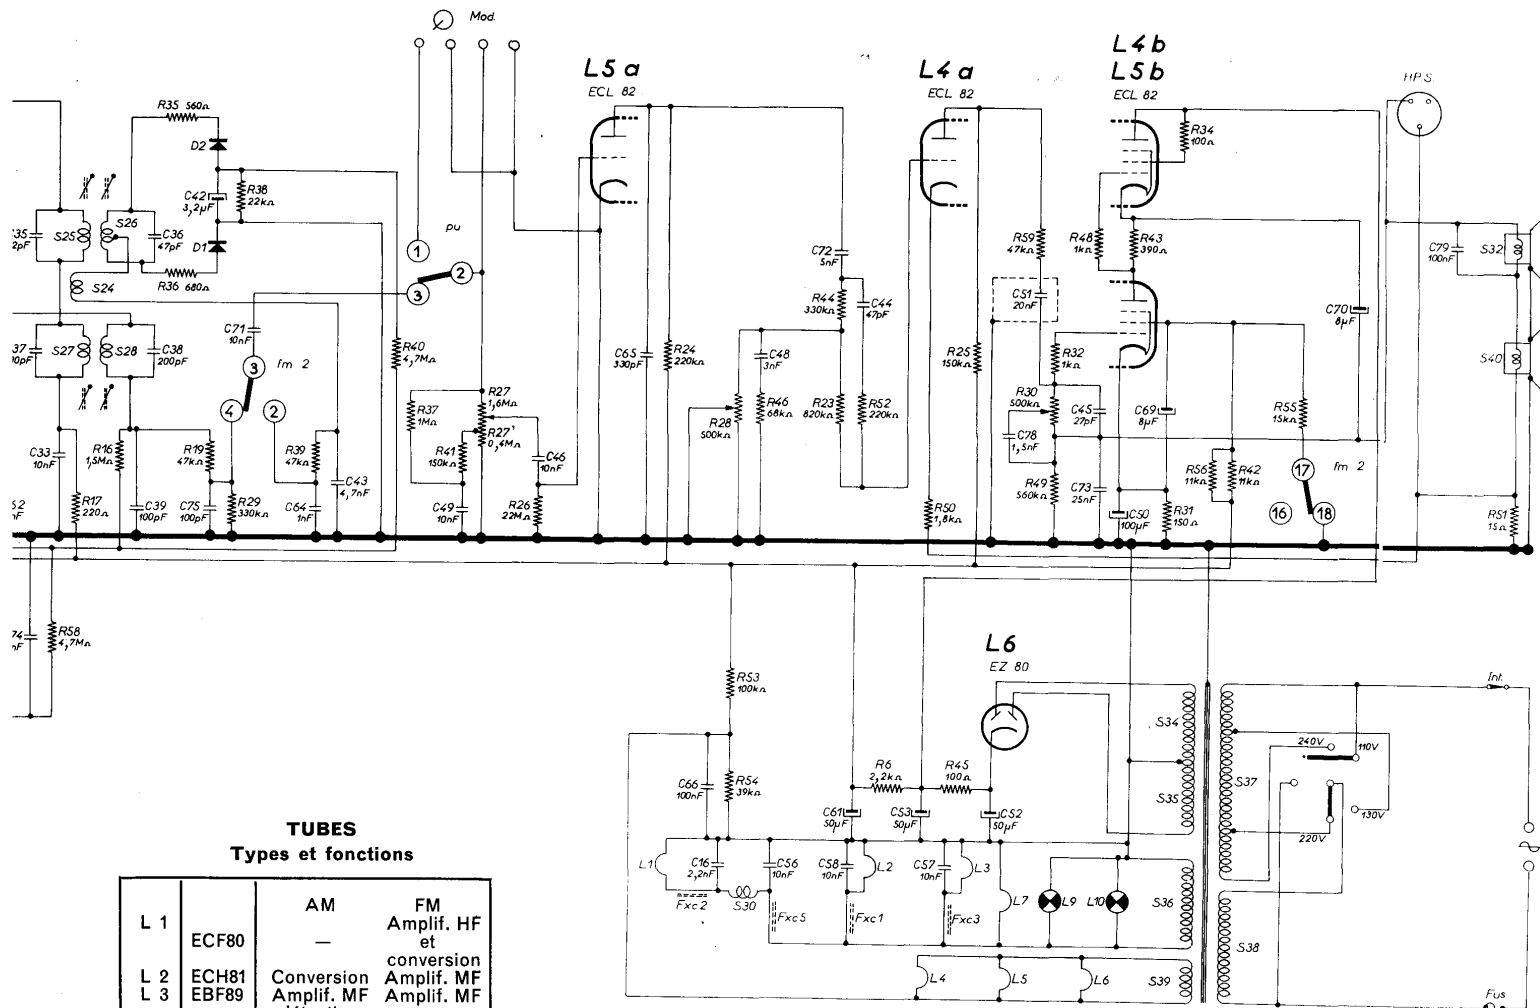 Mod.
L5a
ECL 82
L4a
ECL 82
L4b
L5b
ECL 82
H.P.S.
R35 560Ω
D2
C42
3,2µF
R38
22kΩ
R34
100Ω
S25
S26
C36
47pF
D1
S24
R36 680Ω
pu
1
2
3
C72
5nF
R59
47kΩ
R48
1kΩ
R43
390Ω
C79
100nF
S32
C71
10nF
R44
330kΩ
C44
47pF
C51
20nF
C70
8µF
S27
S28
C38
200pF
3
fm 2
4
2
R40
4,7MΩ
C65
330pF
R24
220kΩ
C48
3nF
R25
150kΩ
R32
1kΩ
S40
R37
1MΩ
R27
1,6MΩ
R27'
0,4MΩ
R28
500kΩ
R46
68kΩ
R23
820kΩ
R52
220kΩ
R30
500kΩ
C45
27pF
C69
8µF
R55
15kΩ
C33
10nF
R16
1,5MΩ
R19
47kΩ
R39
47kΩ
R41
150kΩ
C46
10nF
C78
1,5nF
R56
11kΩ
R42
11kΩ
17
fm 2
C43
4,7nF
R17
220Ω
C39
100pF
C75
100pF
R29
330kΩ
C64
1nF
C49
10nF
R26
22MΩ
R50
1,8kΩ
R49
560kΩ
C73
25nF
C50
100µF
R31
150Ω
16
18
R51
15Ω
R58
4,7MΩ
L6
EZ 80
R53
100kΩ
S34
Int.
240V
110V
C66
100nF
R54
39kΩ
R6
2,2kΩ
R45
100Ω
S35
S37
C61
50µF
C53
50µF
C52
50µF
220V
130V
L1
C16
2,2nF
C56
10nF
C58
10nF
L2
C57
10nF
L3
Fxc2
S30
Fxc5
Fxc1
Fxc3
L7
L9
L10
S36
S38
L4
L5
L6
S39
Fus
TUBES
Types et fonctions
AM FM
L 1 ECF80 — Amplif. HF
et
conversion
L 2 ECH81 Conversion Amplif. MF
L 3 EBF89 Amplif. MF Amplif. MF